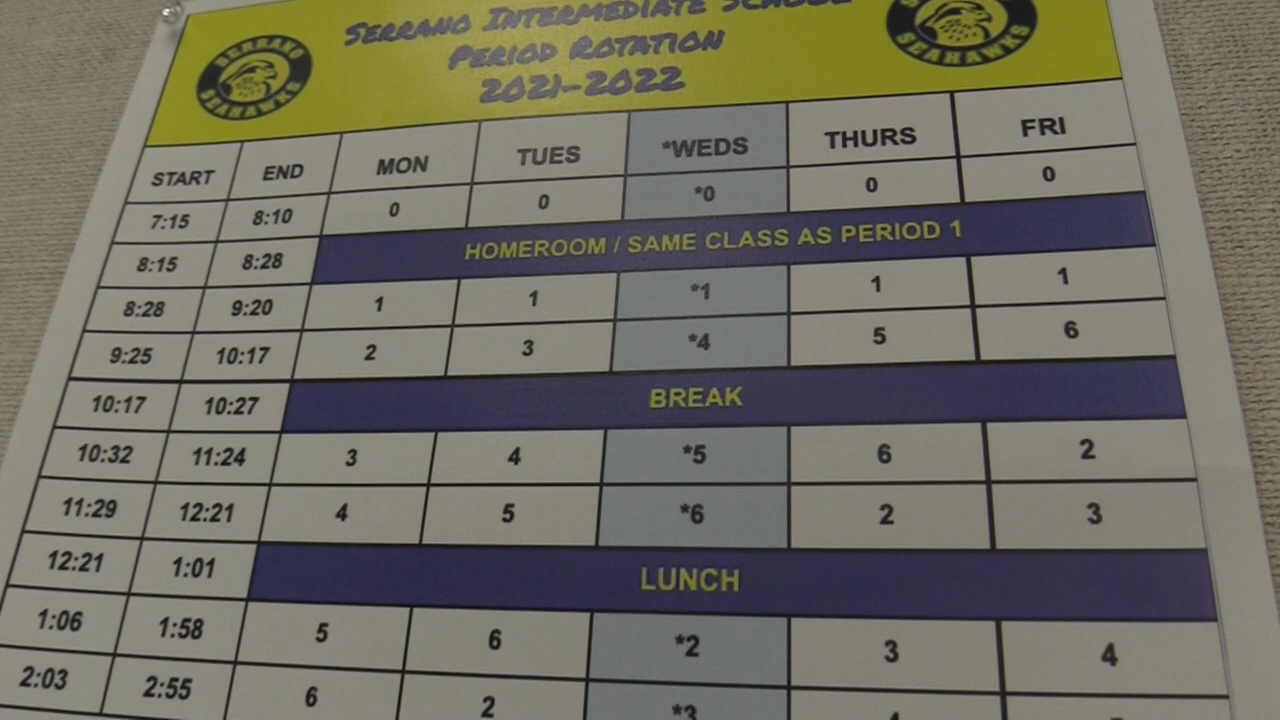 SERRANO INTERMEDIATE SCHOOL
PERIOD ROTATION
2021-2022
SERRANO SEAHAWKS
SERRANO SEAHAWKS
START END MON TUES *WEDS THURS FRI
7:15 8:10 0 0 *0 0 0
8:15 8:28 HOMEROOM / SAME CLASS AS PERIOD 1
8:28 9:20 1 1 *1 1 1
9:25 10:17 2 3 *4 5 6
10:17 10:27 BREAK
10:32 11:24 3 4 *5 6 2
11:29 12:21 4 5 *6 2 3
12:21 1:01 LUNCH
1:06 1:58 5 6 *2 3 4
2:03 2:55 6 2 *3